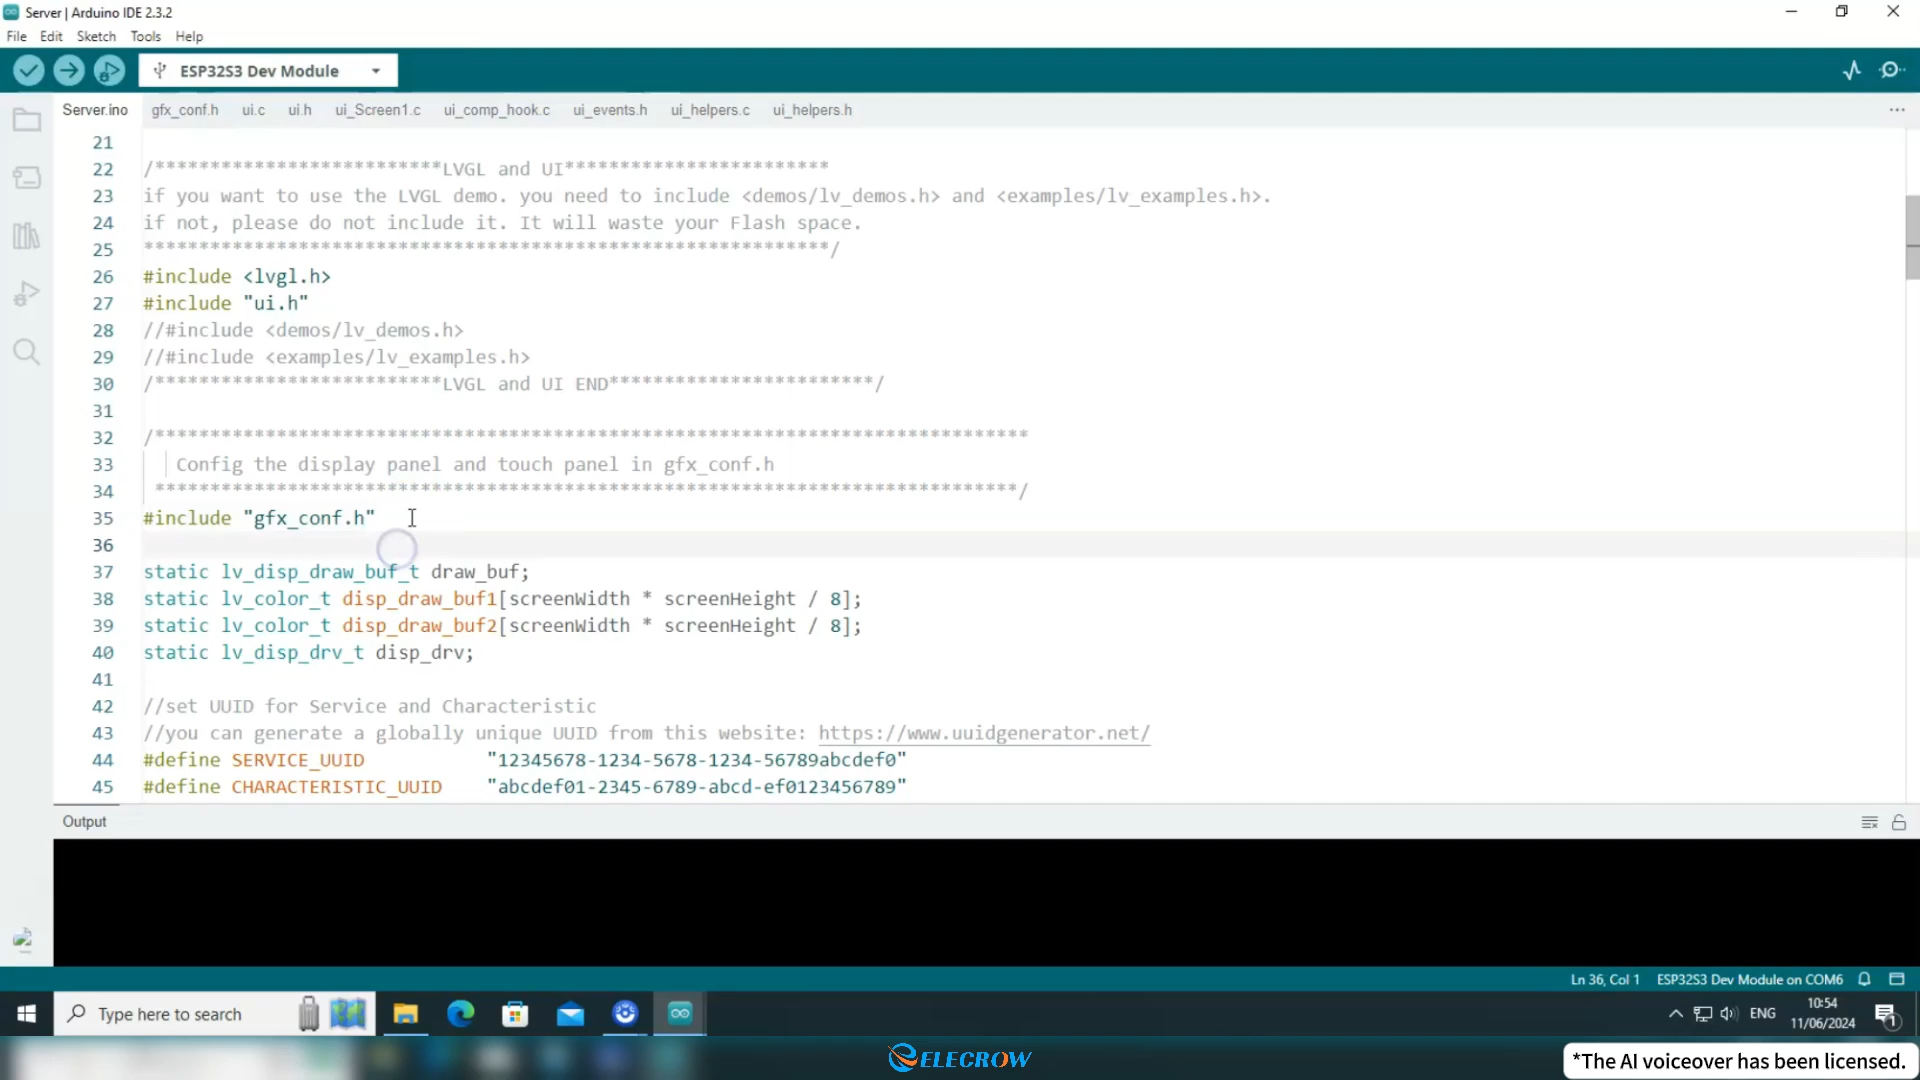 Server | Arduino IDE 2.3.2
File Edit Sketch Tools Help
ESP32S3 Dev Module
Server.ino gfx_conf.h ui.c ui.h ui_Screen1.c ui_comp_hook.c ui_events.h ui_helpers.c ui_helpers.h
21
22 /**************************LVGL and UI************************
23 if you want to use the LVGL demo. you need to include <demos/lv_demos.h> and <examples/lv_examples.h>.
24 if not, please do not include it. It will waste your Flash space.
25 **************************************************************/
26 #include <lvgl.h>
27 #include "ui.h"
28 //#include <demos/lv_demos.h>
29 //#include <examples/lv_examples.h>
30 /**************************LVGL and UI END************************/
31
32 /*******************************************************************************
33 Config the display panel and touch panel in gfx_conf.h
34 ******************************************************************************/
35 #include "gfx_conf.h"
36
37 static lv_disp_draw_buf_t draw_buf;
38 static lv_color_t disp_draw_buf1[screenWidth * screenHeight / 8];
39 static lv_color_t disp_draw_buf2[screenWidth * screenHeight / 8];
40 static lv_disp_drv_t disp_drv;
41
42 //set UUID for Service and Characteristic
43 //you can generate a globally unique UUID from this website: https://www.uuidgenerator.net/
44 #define SERVICE_UUID "12345678-1234-5678-1234-56789abcdef0"
45 #define CHARACTERISTIC_UUID "abcdef01-2345-6789-abcd-ef0123456789"
Output
Ln 36, Col 1 ESP32S3 Dev Module on COM6
Type here to search
ENG
10:54
11/06/2024
1
ELECROW
*The AI voiceover has been licensed.